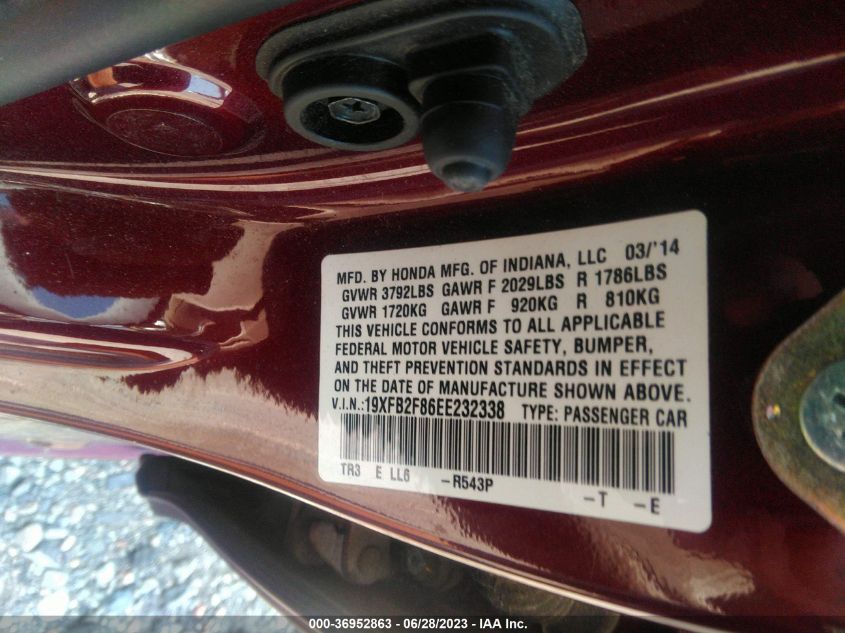 MFD. BY HONDA MFG. OF INDIANA, LLC 03/'14
GVWR 3792LBS GAWR F 2029LBS R 1786LBS
GVWR 1720KG GAWR F 920KG R 810KG
THIS VEHICLE CONFORMS TO ALL APPLICABLE
FEDERAL MOTOR VEHICLE SAFETY, BUMPER,
AND THEFT PREVENTION STANDARDS IN EFFECT
ON THE DATE OF MANUFACTURE SHOWN ABOVE.
V.I.N.:19XFB2F86EE232338 TYPE: PASSENGER CAR
TR3 E LL6 -R543P -T -E
000-36952863 - 06/28/2023 - IAA Inc.